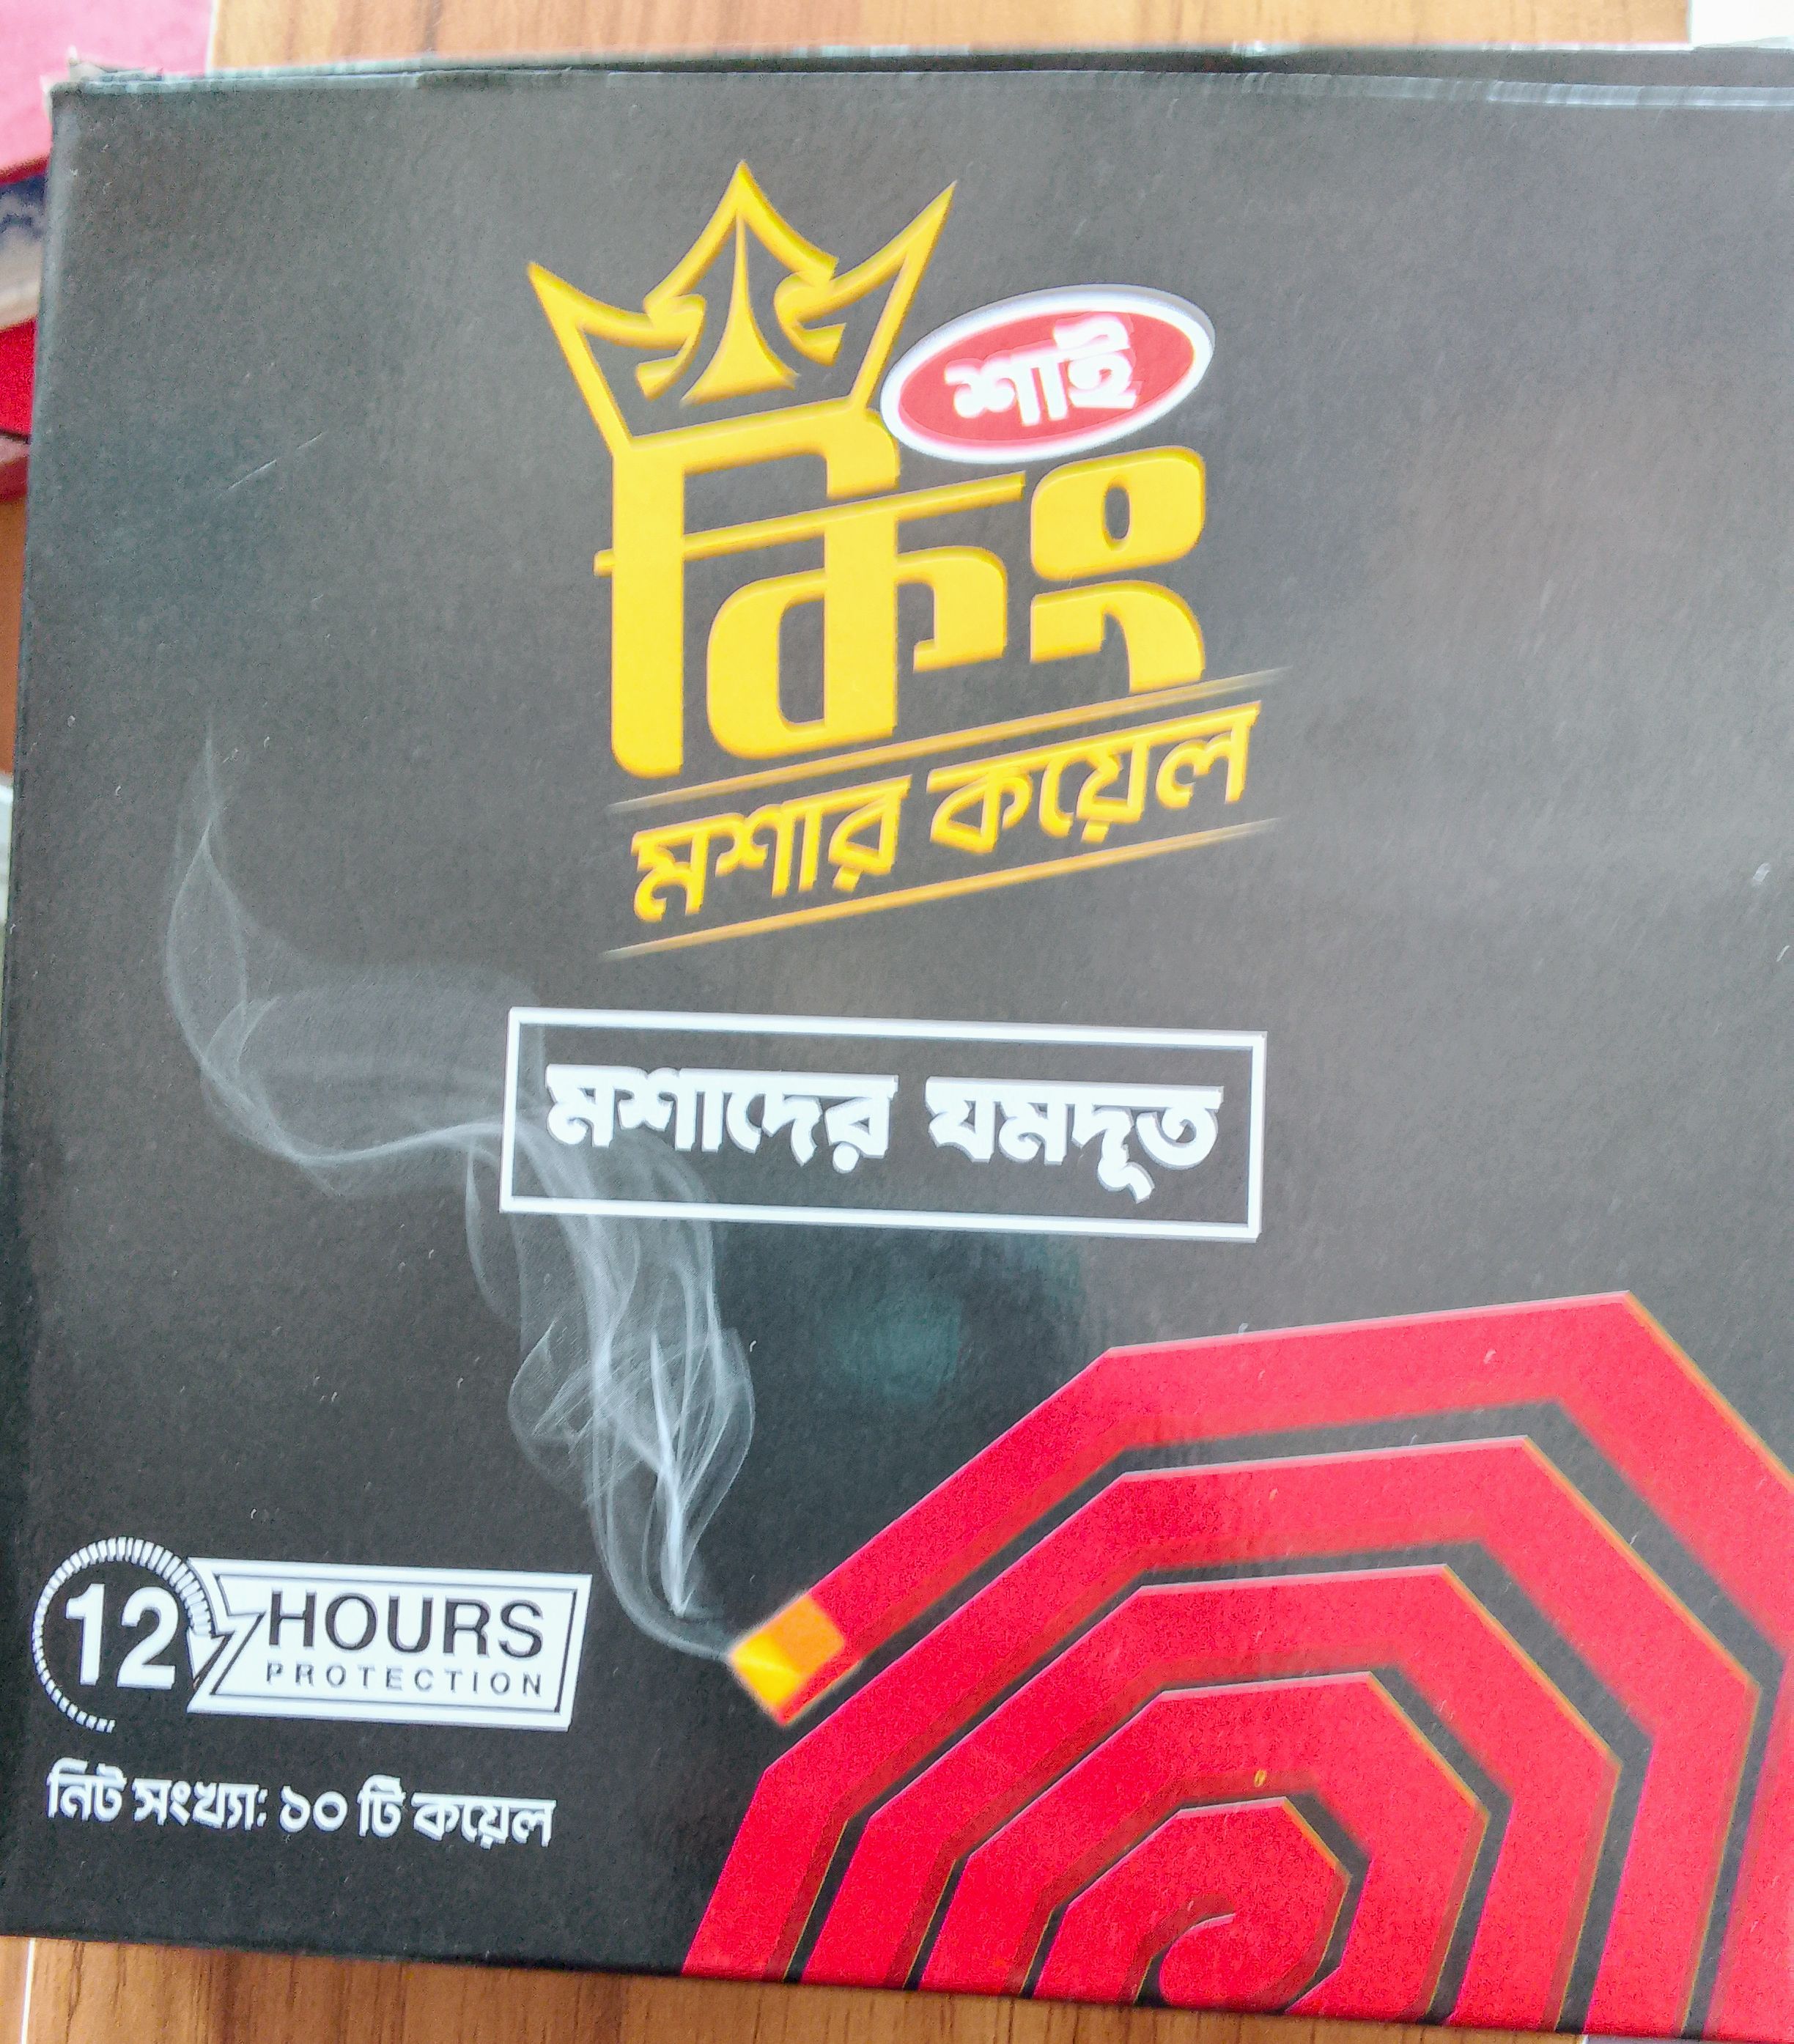 শাই
কিং
মশার কয়েল
মশাদের যমদূত
12 HOURS
PROTECTION
নিট সংখ্যা: ১০ টি কয়েল